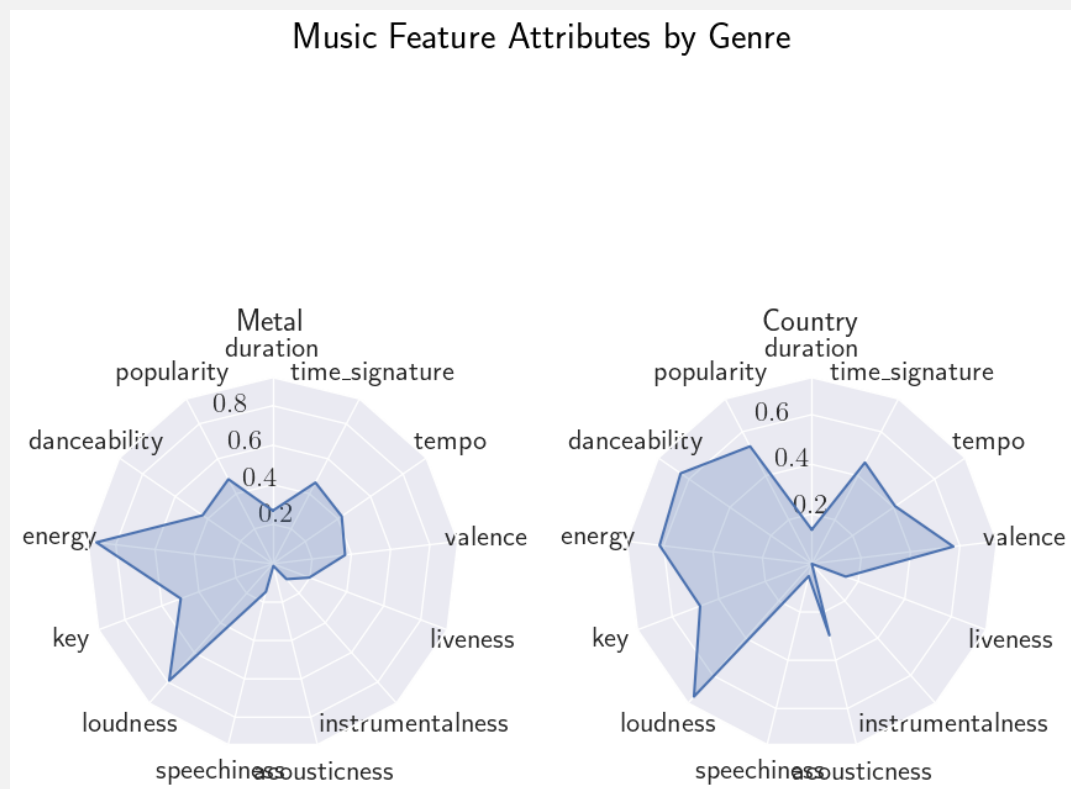 Music Feature Attributes by Genre
Metal
duration
popularity
time_signature
0.8
danceability
0.6
tempo
0.4
0.2
energy
valence
key
liveness
loudness
instrumentalness
speechiness
acousticness
Country
duration
popularity
time_signature
0.6
danceability
tempo
0.4
0.2
energy
valence
key
liveness
loudness
instrumentalness
speechiness
acousticness